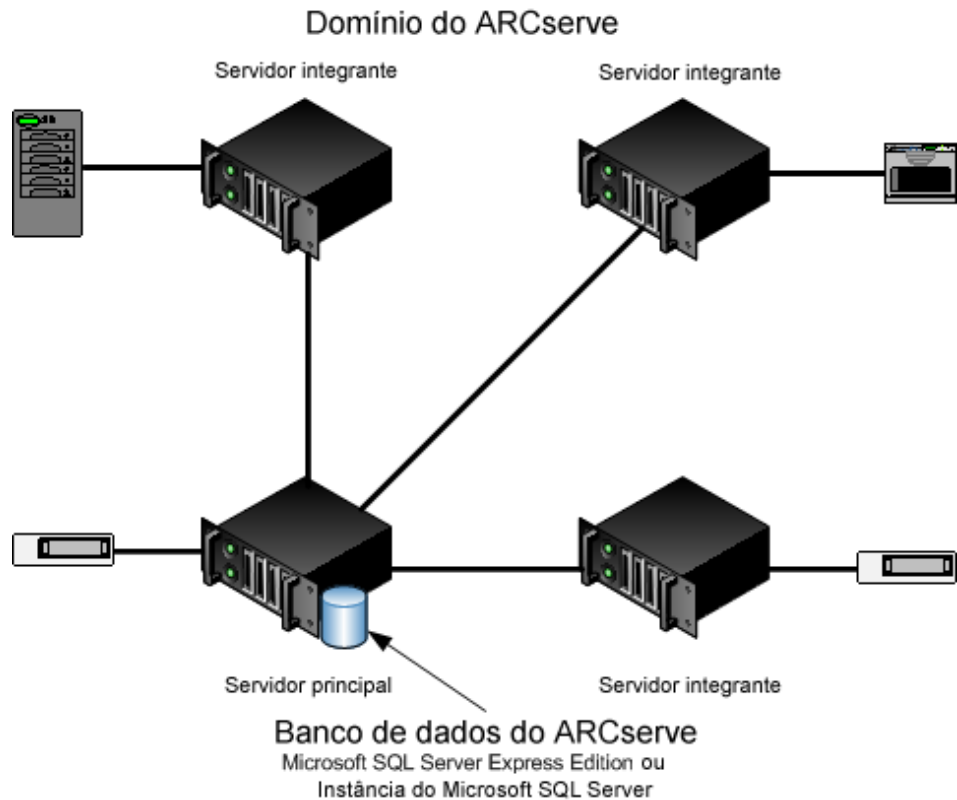 Domínio do ARCserve
Servidor integrante
Servidor integrante
Servidor principal
Servidor integrante
Banco de dados do ARCserve
Microsoft SQL Server Express Edition ou
Instância do Microsoft SQL Server